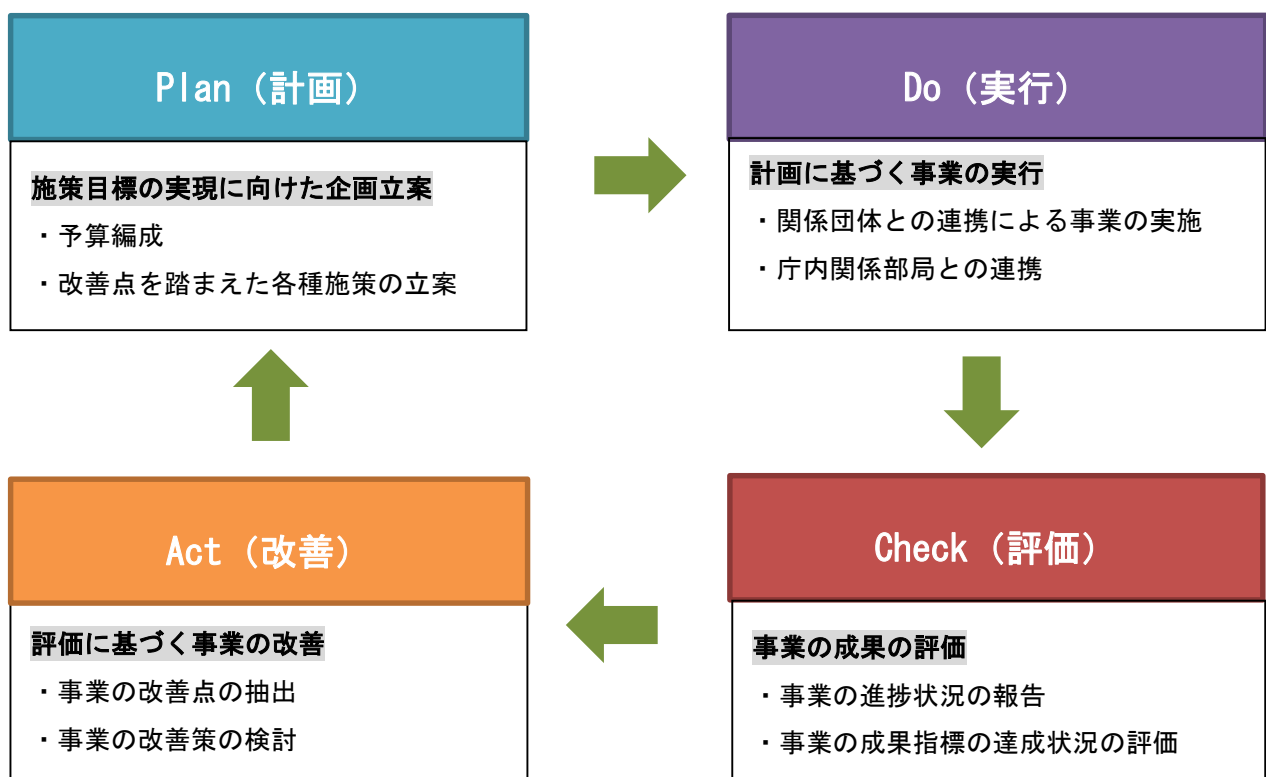 Plan（計画）
施策目標の実現に向けた企画立案
・予算編成
・改善点を踏まえた各種施策の立案
Do（実行）
計画に基づく事業の実行
・関係団体との連携による事業の実施
・庁内関係部局との連携
Act（改善）
評価に基づく事業の改善
・事業の改善点の抽出
・事業の改善策の検討
Check（評価）
事業の成果の評価
・事業の進捗状況の報告
・事業の成果指標の達成状況の評価